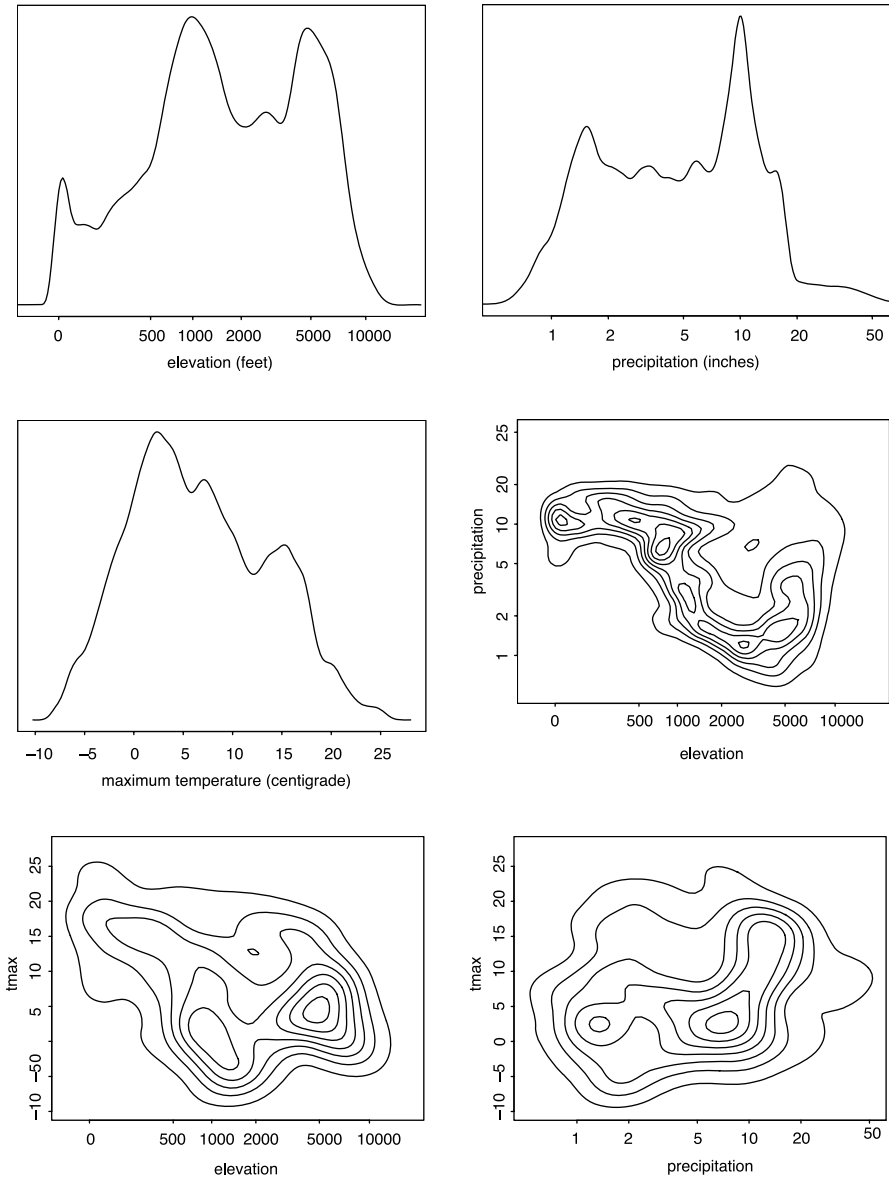 0 500 1000 2000 5000 10000
elevation (feet)
1 2 5 10 20 50
precipitation (inches)
−10 −5 0 5 10 15 20 25
maximum temperature (centigrade)
25
20
10
5
2
1
precipitation
0 500 1000 2000 5000 10000
elevation
25
20
15
10
5
0
−50
−10
tmax
0 500 1000 2000 5000 10000
elevation
25
20
15
10
5
0
−5
−10
tmax
1 2 5 10 20 50
precipitation